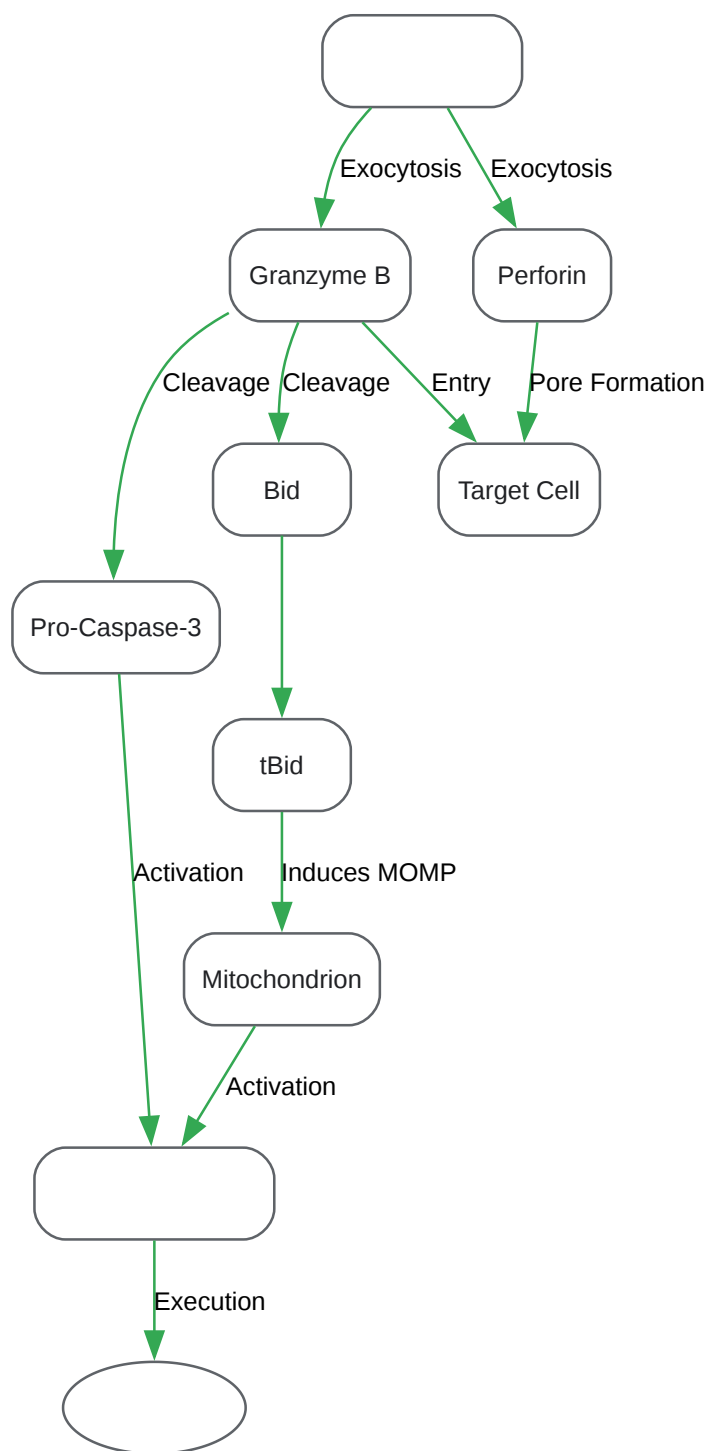 Exocytosis
Exocytosis
Granzyme B
Perforin
Cleavage
Cleavage
Entry
Pore Formation
Bid
Target Cell
Pro-Caspase-3
tBid
Activation
Induces MOMP
Mitochondrion
Activation
Execution